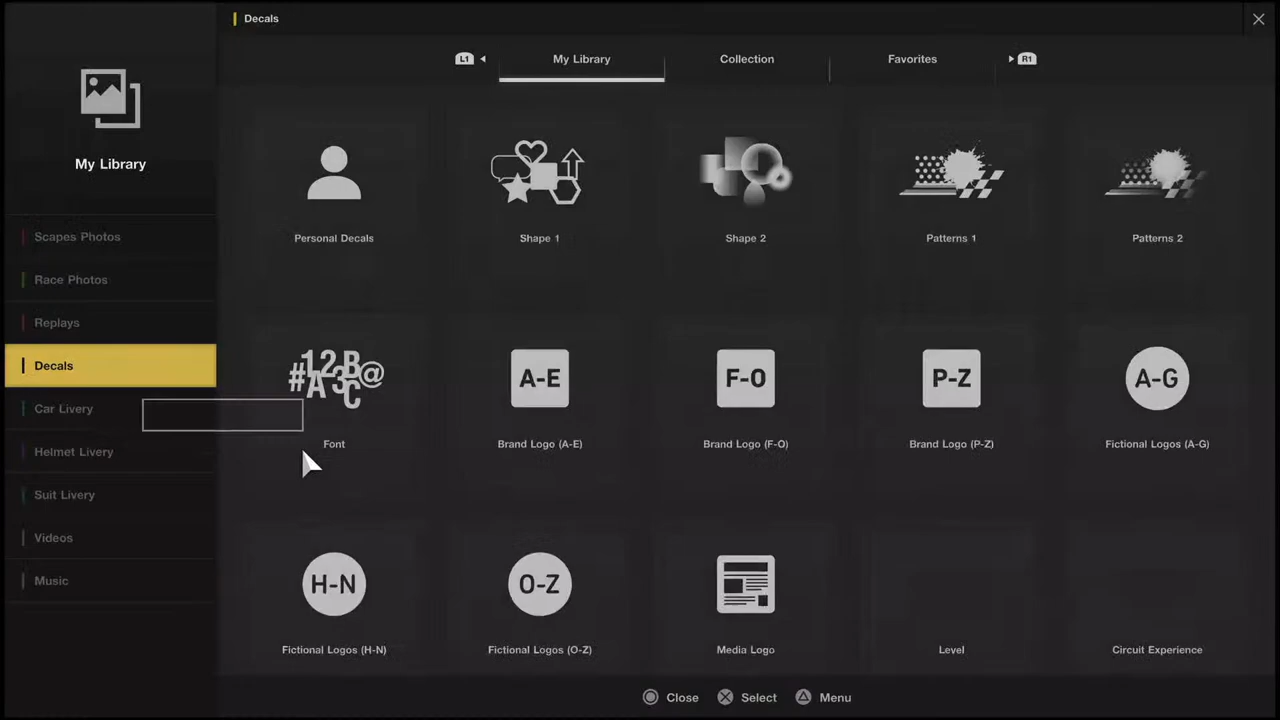 Decals
L1
My Library
Collection
Favorites
R1
My Library
Scapes Photos
Race Photos
Replays
Decals
Car Livery
Helmet Livery
Suit Livery
Videos
Music
Personal Decals
Shape 1
Shape 2
Patterns 1
Patterns 2
#123B@
A C
A-E
F-O
P-Z
A-G
Font
Brand Logo (A-E)
Brand Logo (F-O)
Brand Logo (P-Z)
Fictional Logos (A-G)
H-N
O-Z
Fictional Logos (H-N)
Fictional Logos (O-Z)
Media Logo
Level
Circuit Experience
Close
Select
Menu